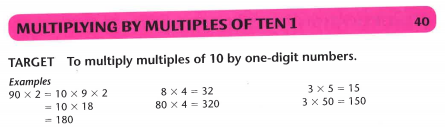 MULTIPLYING BY MULTIPLES OF TEN 1 40
TARGET To multiply multiples of 10 by one-digit numbers.
Examples
90 × 2 = 10 × 9 × 2 8 × 4 = 32 3 × 5 = 15
= 10 × 18 80 × 4 = 320 3 × 50 = 150
= 180